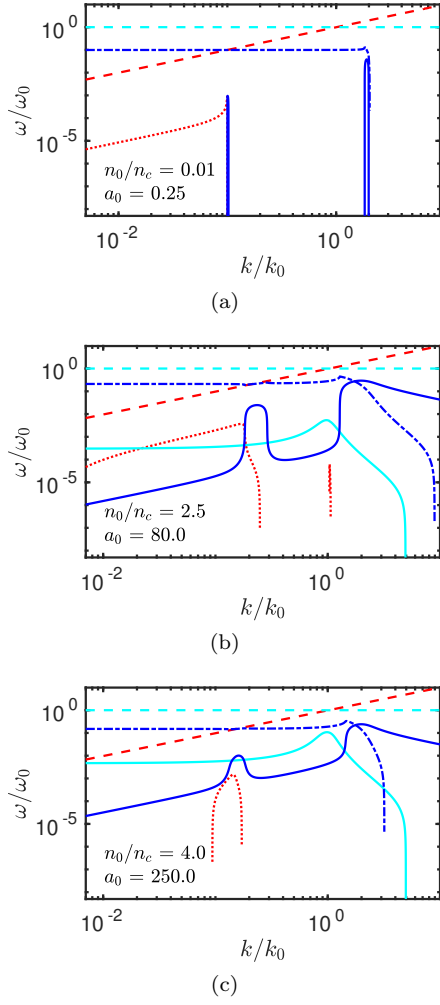 10^0
ω/ω_0
10^-5
n_0/n_c = 0.01
a_0 = 0.25
10^-2
10^0
k/k_0
(a)
10^0
ω/ω_0
10^-5
n_0/n_c = 2.5
a_0 = 80.0
10^-2
10^0
k/k_0
(b)
10^0
ω/ω_0
10^-5
n_0/n_c = 4.0
a_0 = 250.0
10^-2
10^0
k/k_0
(c)